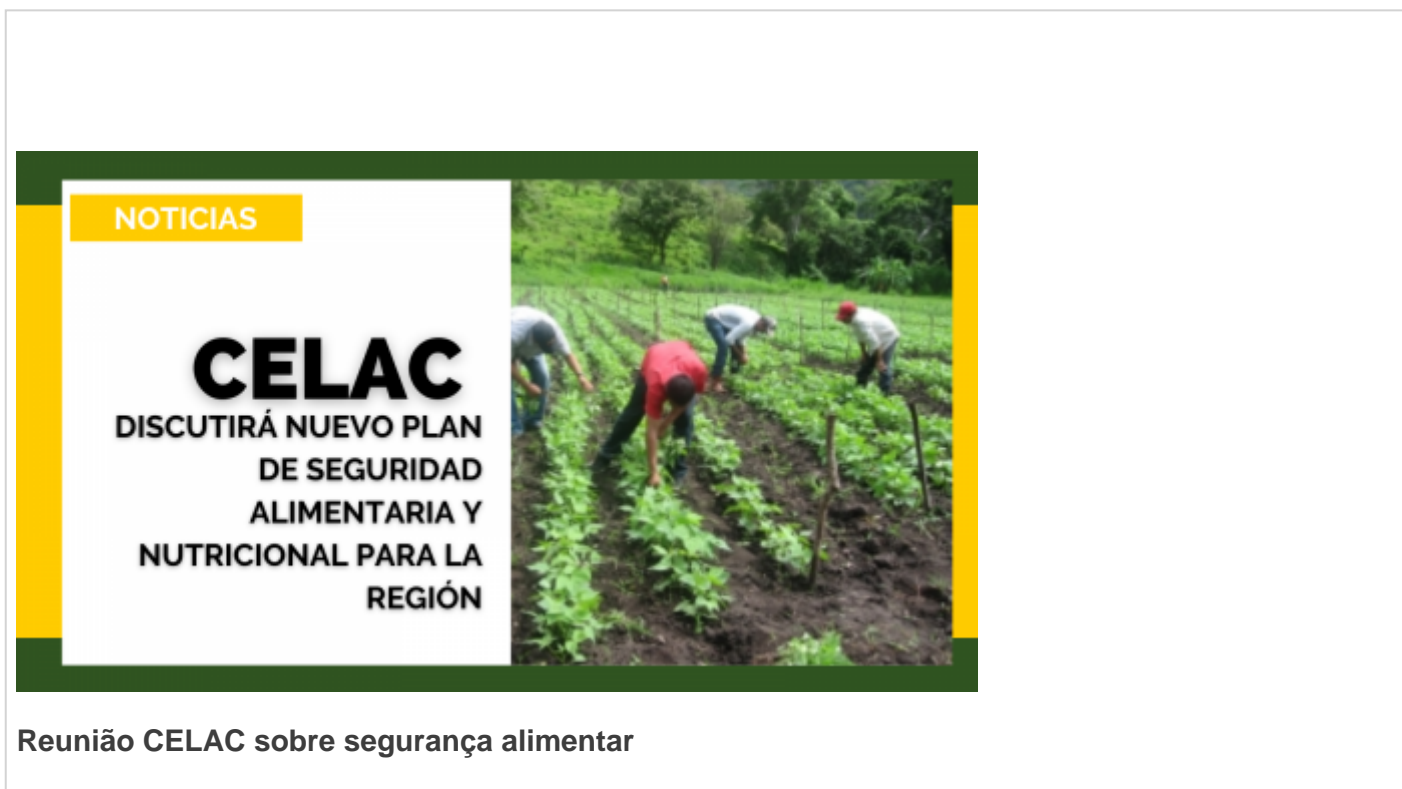 NOTICIAS
CELAC
DISCUTIRÁ NUEVO PLAN
DE SEGURIDAD
ALIMENTARIA Y
NUTRICIONAL PARA LA
REGIÓN
Reunião CELAC sobre segurança alimentar